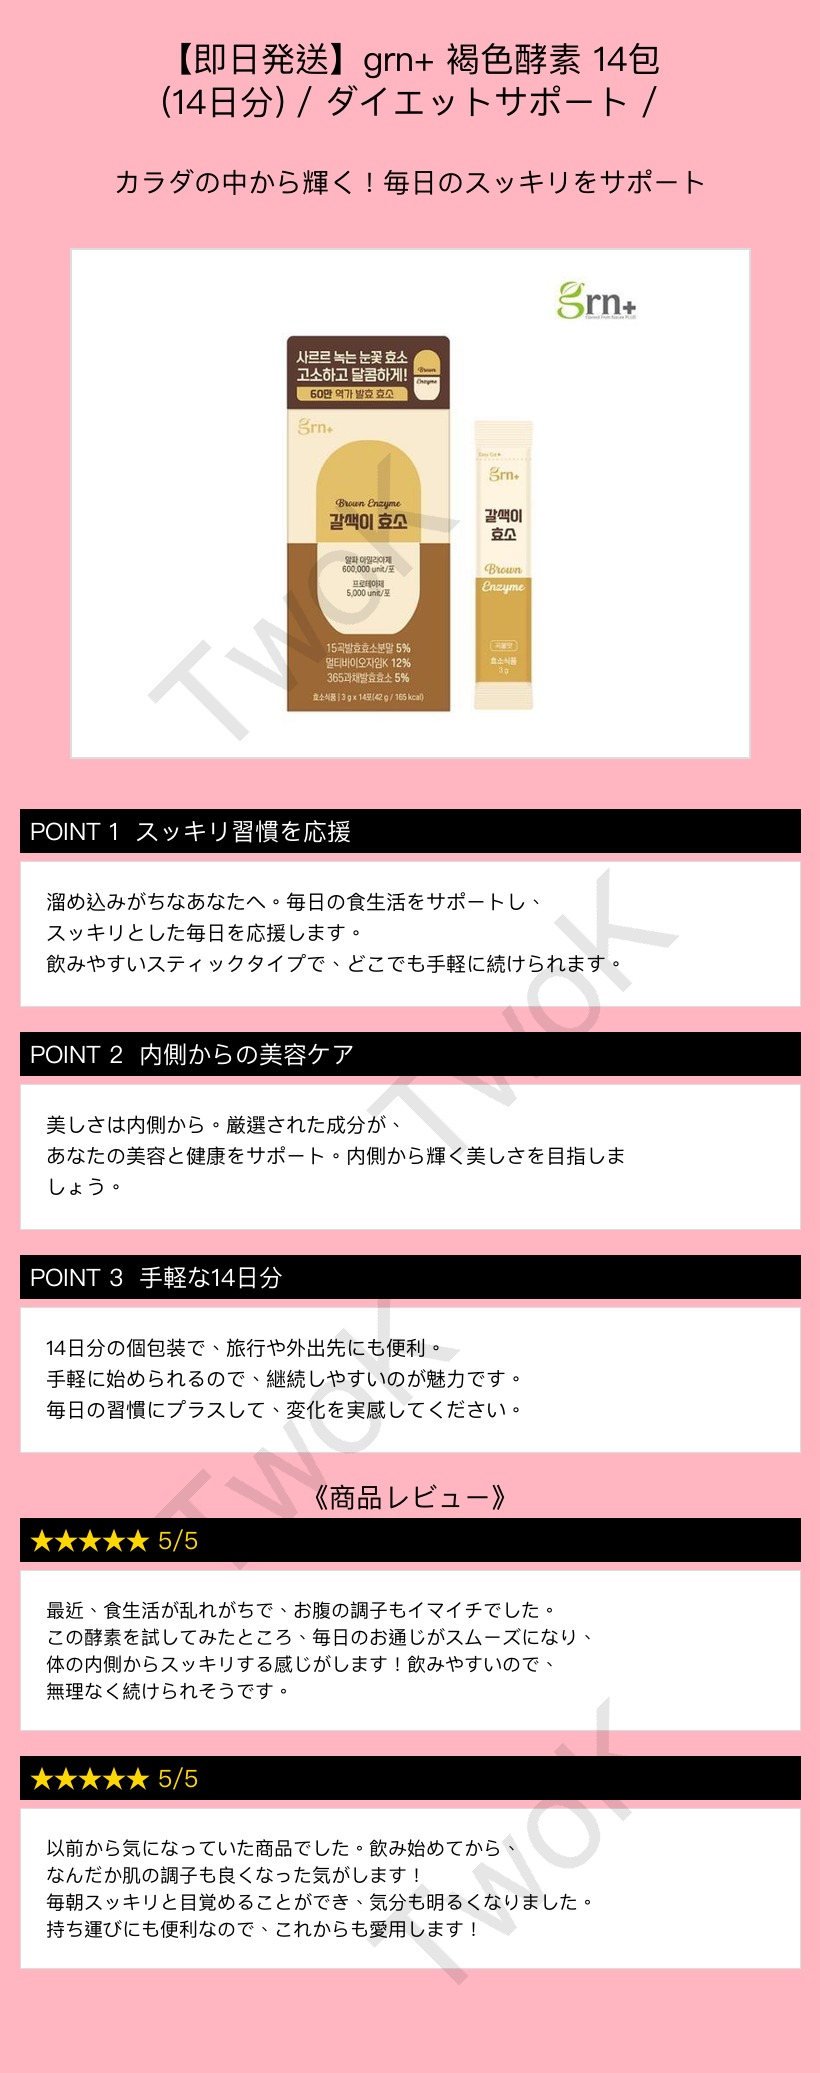 【即日発送】grn+ 褐色酵素 14包
(14日分) / ダイエットサポート /
カラダの中から輝く！毎日のスッキリをサポート
grn+
사르르 녹는 눈꽃 효소
고소하고 달콤하게!
60만 역가 발효 효소
Brown
Enzyme
grn+
Brown Enzyme
갈색이 효소
알파 아밀라아제
600,000 unit/포
프로테아제
5,000 unit/포
15곡발효효소분말 5%
멀티바이오자임K 12%
365과채발효효소 5%
효소식품 | 3 g x 14포(42 g / 165 kcal)
grn+
갈색이
효소
Brown
Enzyme
곡물맛
효소식품
3 g
POINT 1 スッキリ習慣を応援
溜め込みがちなあなたへ。毎日の食生活をサポートし、
スッキリとした毎日を応援します。
飲みやすいスティックタイプで、どこでも手軽に続けられます。
POINT 2 内側からの美容ケア
美しさは内側から。厳選された成分が、
あなたの美容と健康をサポート。内側から輝く美しさを目指しま
しょう。
POINT 3 手軽な14日分
14日分の個包装で、旅行や外出先にも便利。
手軽に始められるので、継続しやすいのが魅力です。
毎日の習慣にプラスして、変化を実感してください。
《商品レビュー》
★★★★★ 5/5
最近、食生活が乱れがちで、お腹の調子もイマイチでした。
この酵素を試してみたところ、毎日のお通じがスムーズになり、
体の内側からスッキリする感じがします！飲みやすいので、
無理なく続けられそうです。
★★★★★ 5/5
以前から気になっていた商品でした。飲み始めてから、
なんだか肌の調子も良くなった気がします！
毎朝スッキリと目覚めることができ、気分も明るくなりました。
持ち運びにも便利なので、これからも愛用します！
TwoK
TwoK
TwoK
TwoK